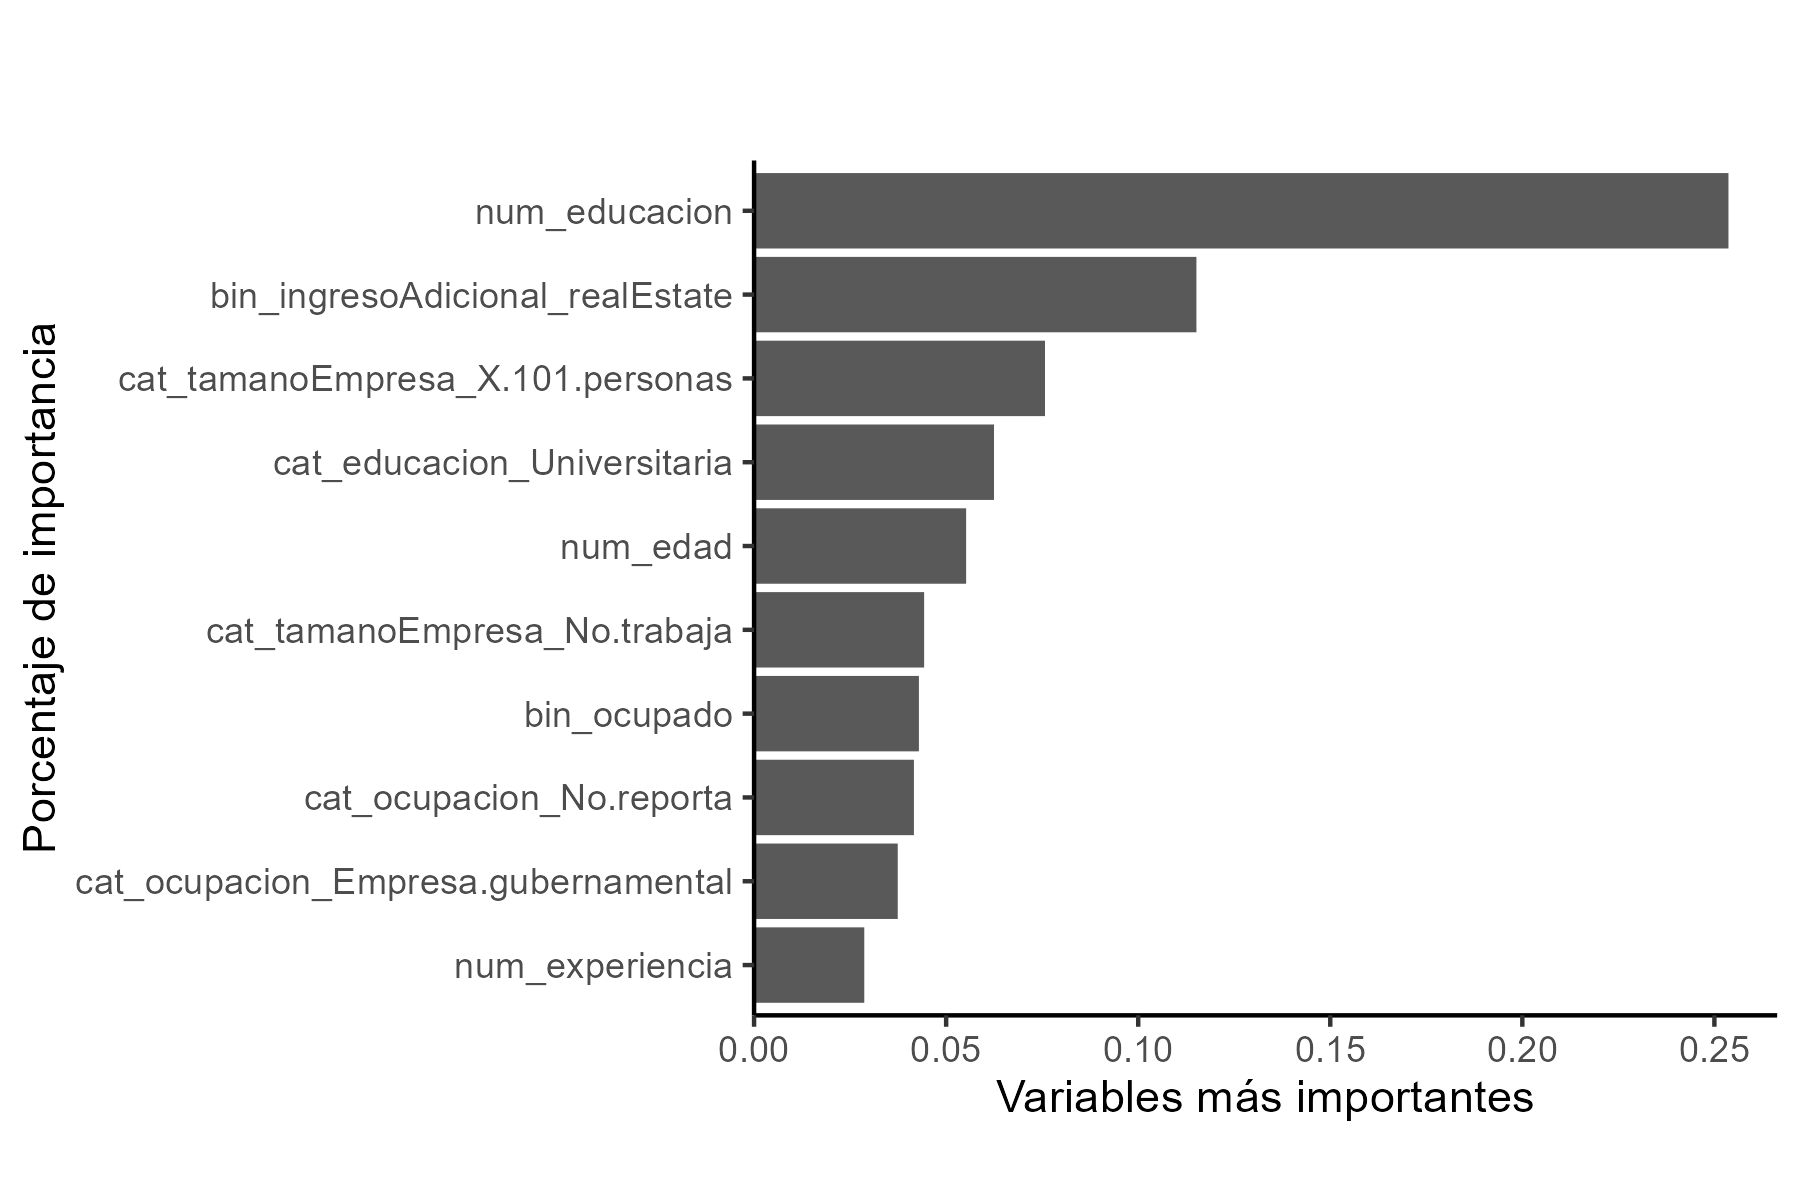 Porcentaje de importancia
num_educacion
bin_ingresoAdicional_realEstate
cat_tamanoEmpresa_X.101.personas
cat_educacion_Universitaria
num_edad
cat_tamanoEmpresa_No.trabaja
bin_ocupado
cat_ocupacion_No.reporta
cat_ocupacion_Empresa.gubernamental
num_experiencia
0.00 0.05 0.10 0.15 0.20 0.25
Variables más importantes